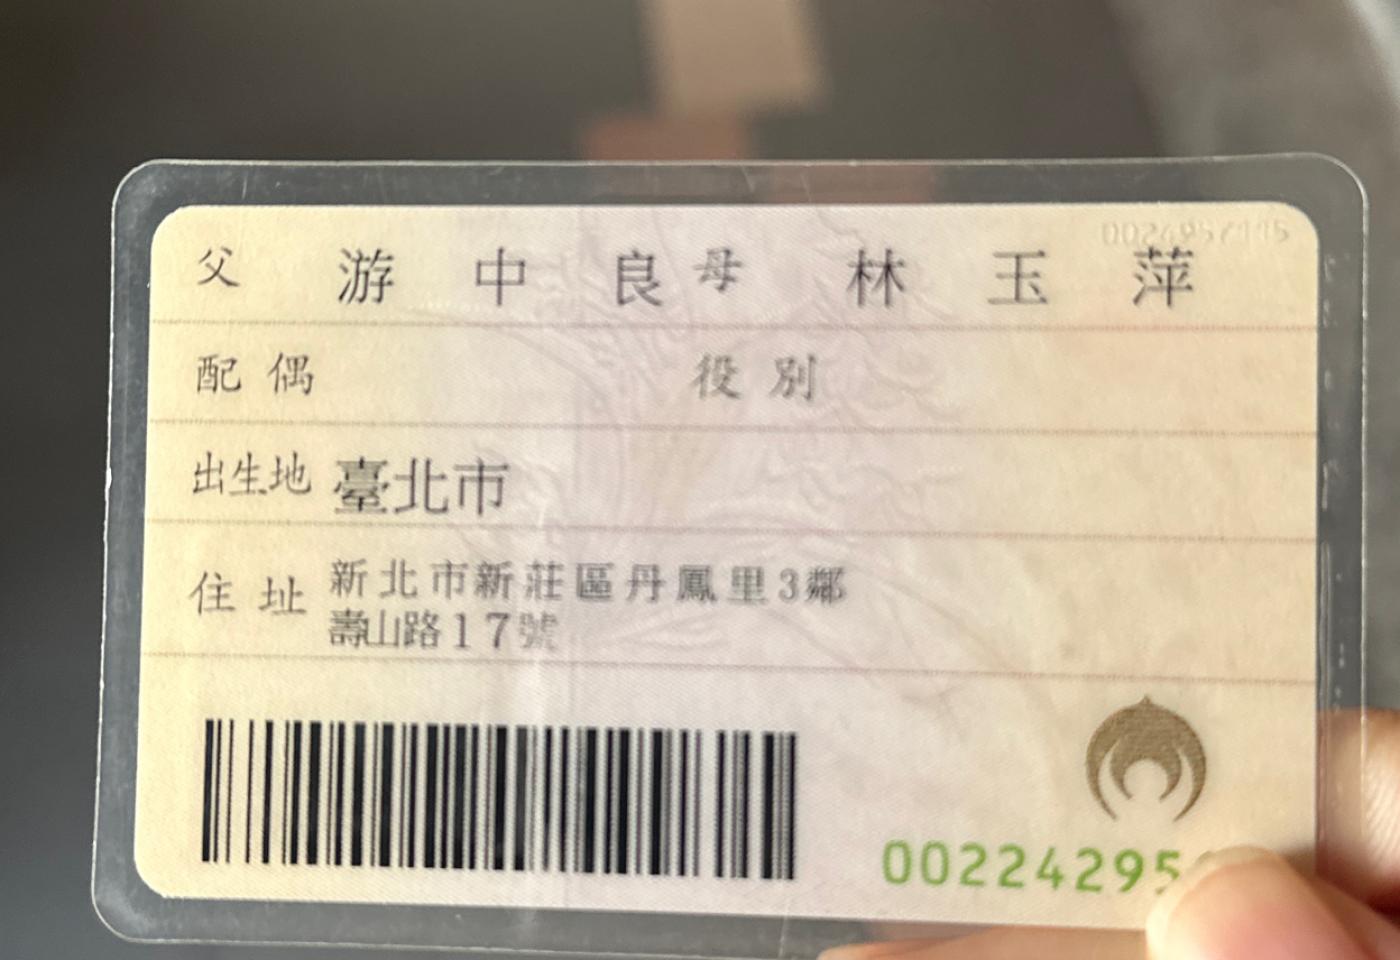 父 游中良 母 林玉萍
配偶 役別
出生地 臺北市
住址 新北市新莊區丹鳳里3鄰
壽山路17號
002242955